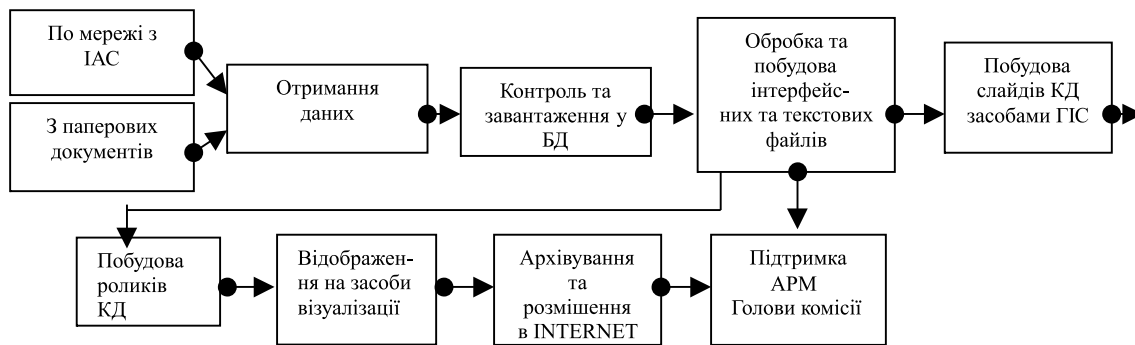 По мережі з
ІАС
З паперових
документів
Отримання
даних
Контроль та
завантаження у
БД
Обробка та
побудова
інтерфейс-
них та текстових
файлів
Побудова
слайдів КД
засобами ГІС
Побудова
роликів
КД
Відображен-
ня на засоби
візуалізації
Архівування
та
розмішення
в INTERNET
Підтримка
АРМ
Голови комісії